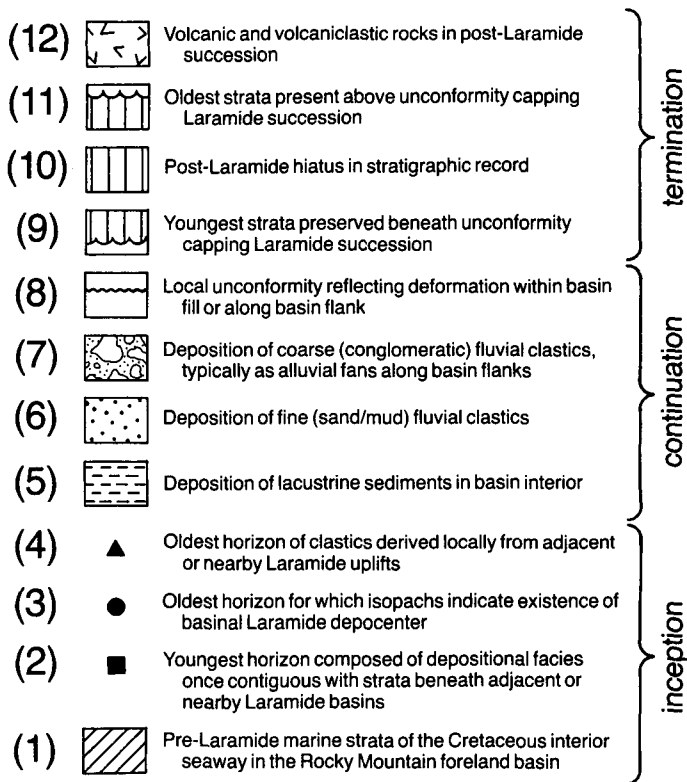 (12) Volcanic and volcaniclastic rocks in post-Laramide
succession
(11) Oldest strata present above unconformity capping
Laramide succession
(10) Post-Laramide hiatus in stratigraphic record
(9) Youngest strata preserved beneath unconformity
capping Laramide succession
termination
(8) Local unconformity reflecting deformation within basin
fill or along basin flank
(7) Deposition of coarse (conglomeratic) fluvial clastics,
typically as alluvial fans along basin flanks
(6) Deposition of fine (sand/mud) fluvial clastics
(5) Deposition of lacustrine sediments in basin interior
continuation
(4) Oldest horizon of clastics derived locally from adjacent
or nearby Laramide uplifts
(3) Oldest horizon for which isopachs indicate existence of
basinal Laramide depocenter
(2) Youngest horizon composed of depositional facies
once contiguous with strata beneath adjacent or
nearby Laramide basins
(1) Pre-Laramide marine strata of the Cretaceous interior
seaway in the Rocky Mountain foreland basin
inception